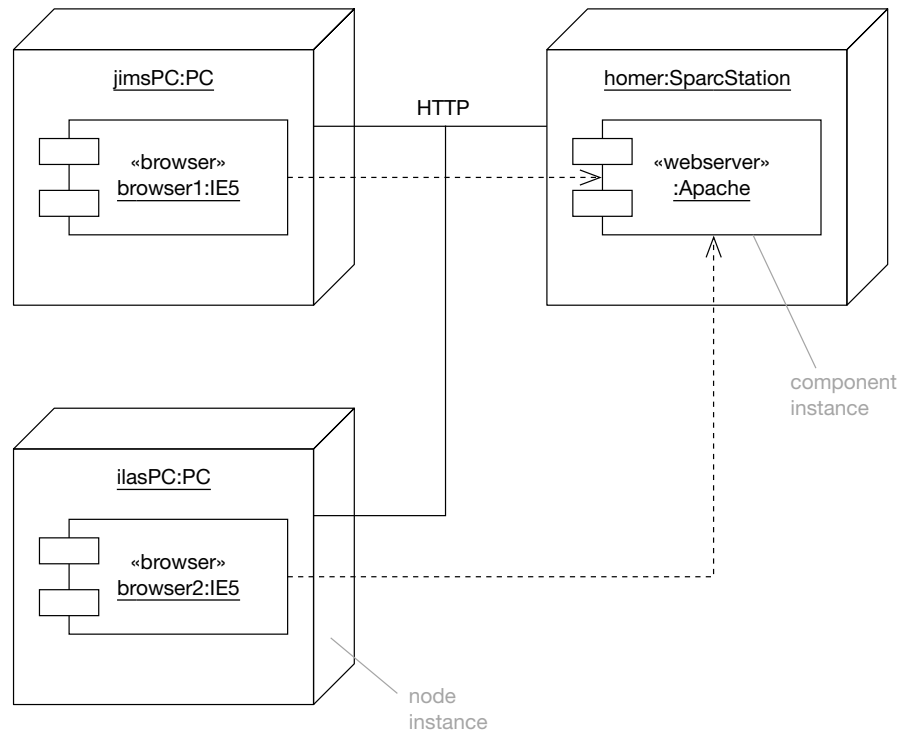 jimsPC:PC
homer:SparcStation
HTTP
«browser»
browser1:IE5
«webserver»
:Apache
component
instance
ilasPC:PC
«browser»
browser2:IE5
node
instance